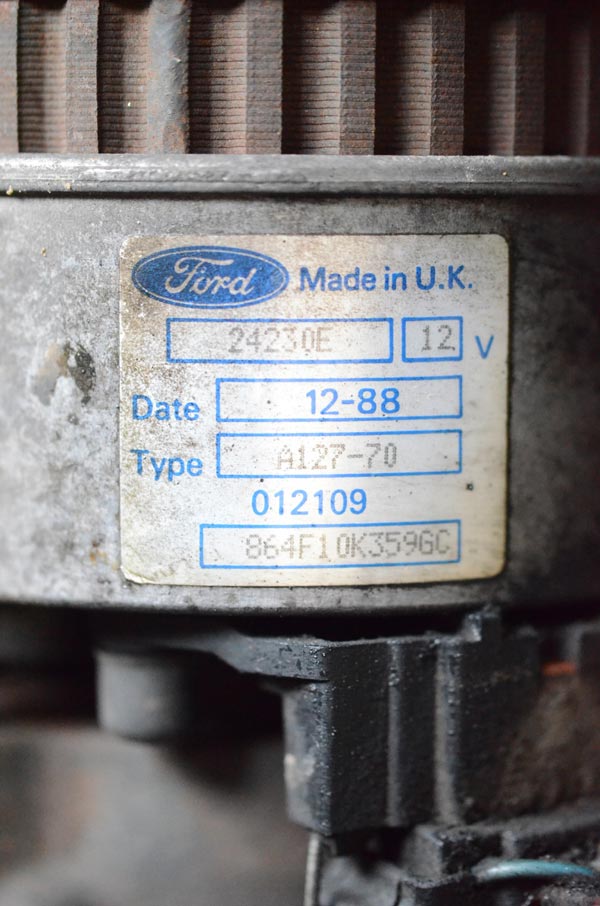 Ford Made in U.K.
24230E 12 V
Date 12-88
Type A127-70
012109
864F10K359GC